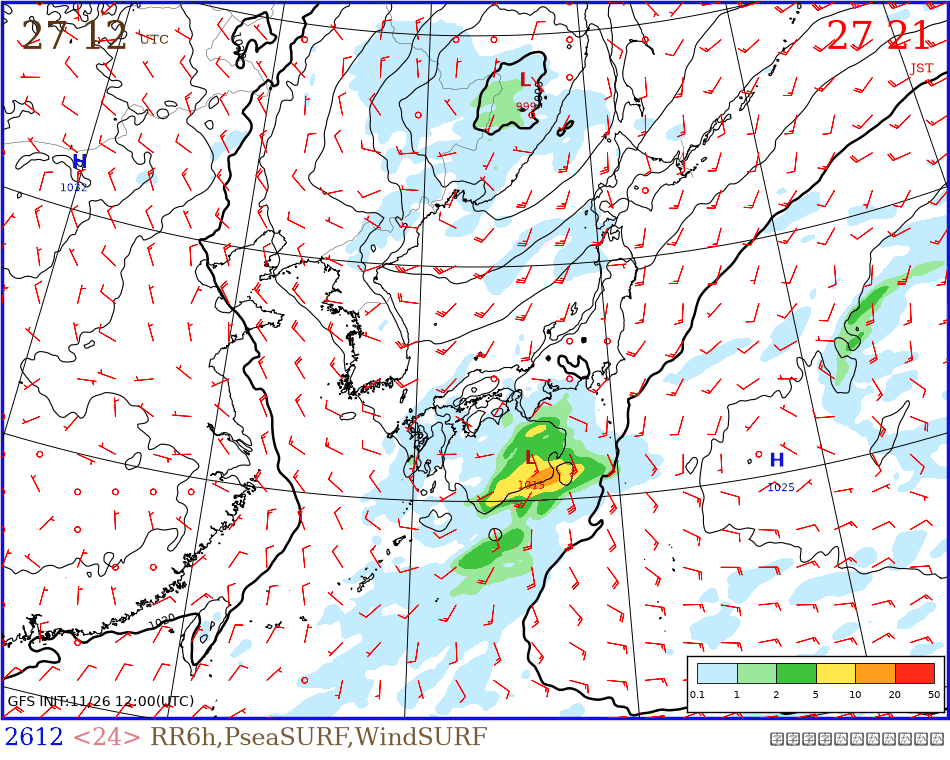 27 12 UTC
27 21
JST
L
999
H
1032
H
1025
L
1015
1020
0.1 1 2 5 10 20 50
GFS INIT:11/26 12:00(UTC)
2612 <24> RR6h,PseaSURF,WindSURF